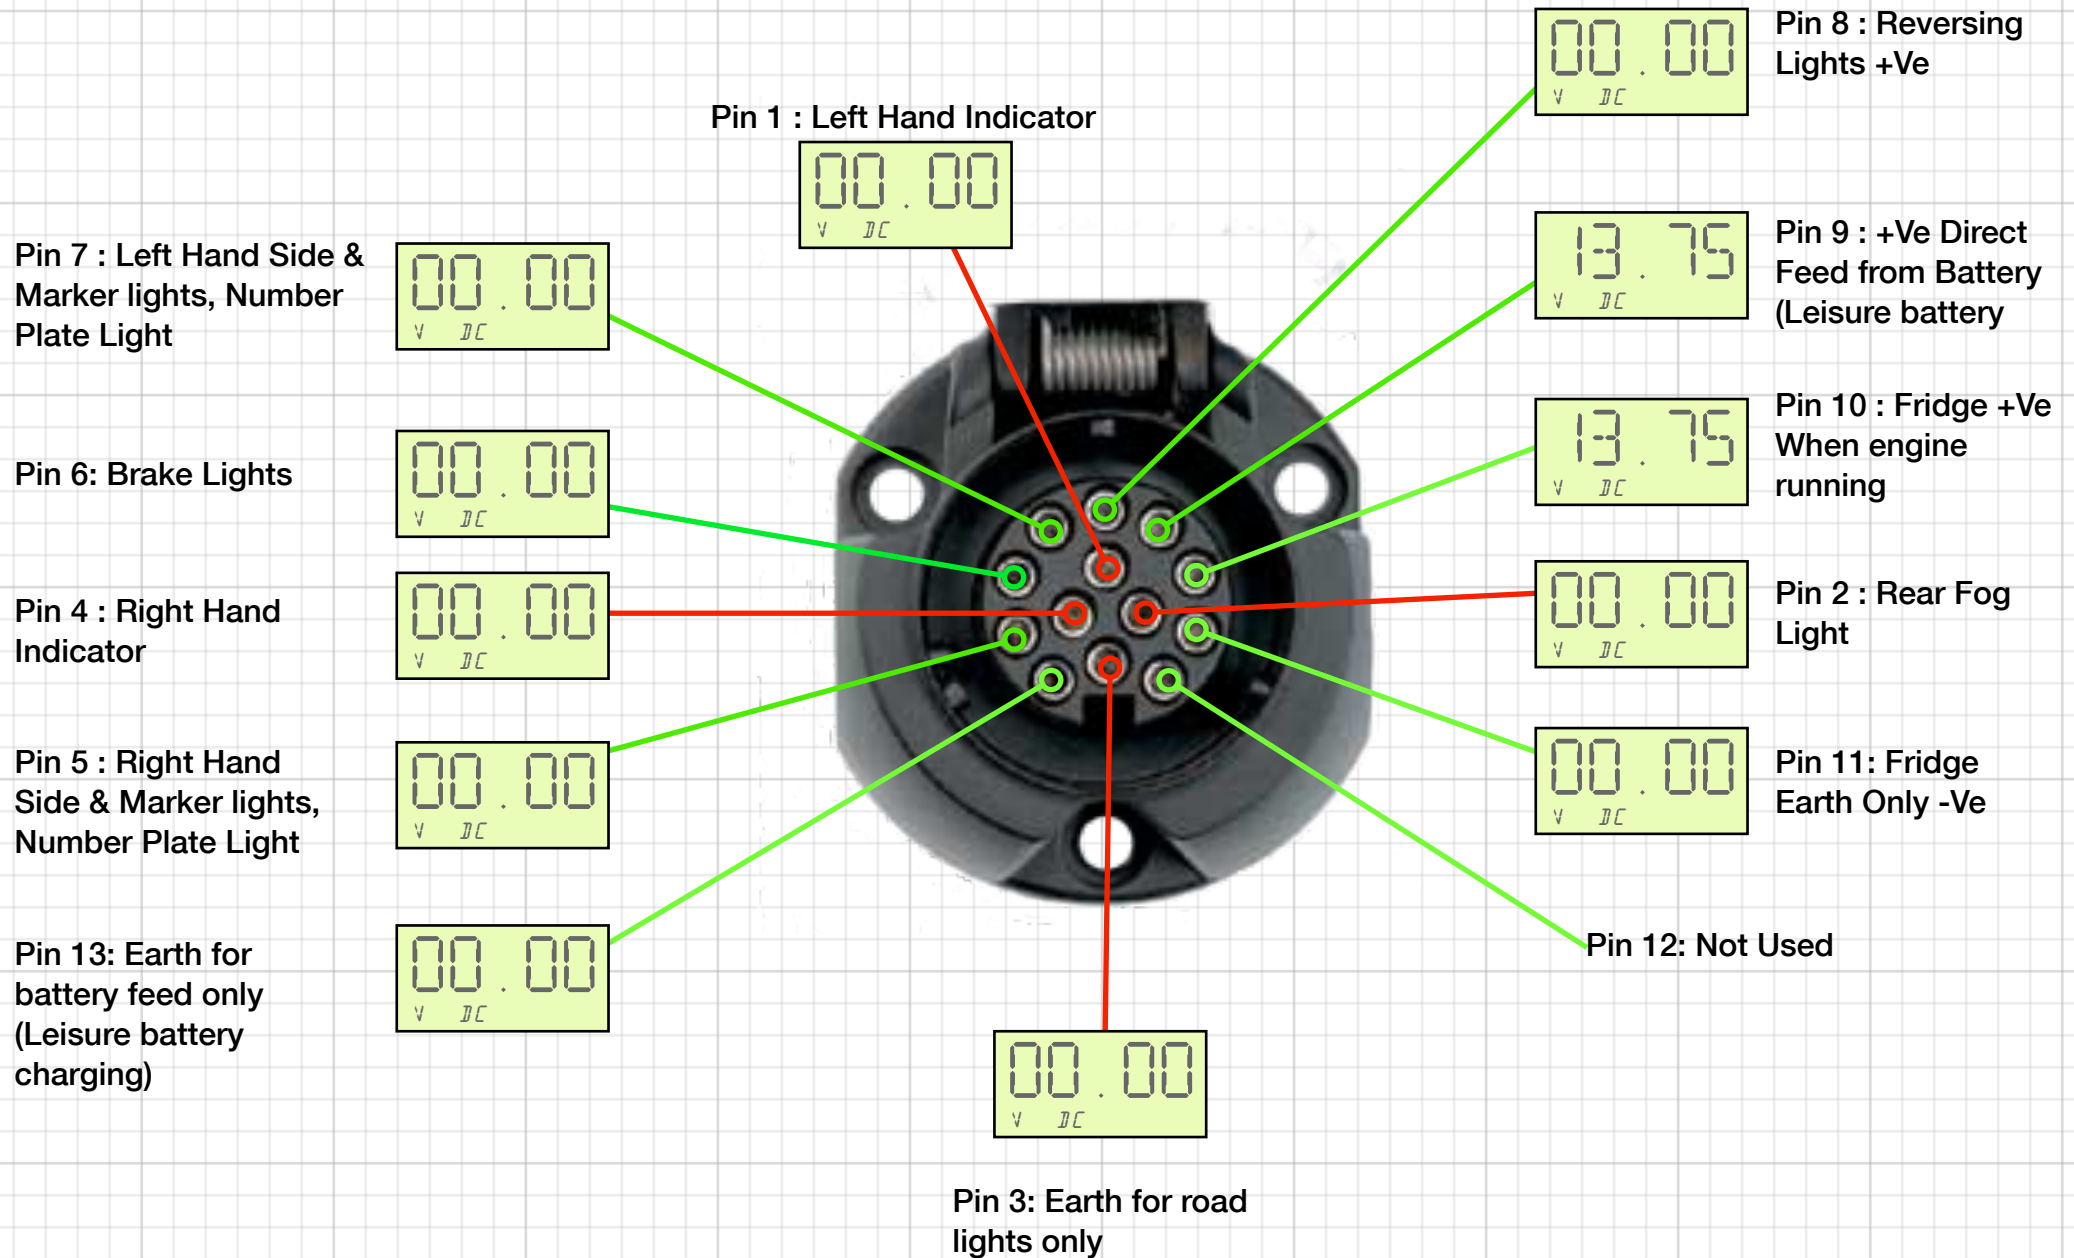 Pin 8 : Reversing
Lights +Ve
00.00
V DC
Pin 1 : Left Hand Indicator
00.00
V DC
Pin 7 : Left Hand Side &
Marker lights, Number
Plate Light
00.00
V DC
13.75
V DC
Pin 9 : +Ve Direct
Feed from Battery
(Leisure battery
Pin 6: Brake Lights
00.00
V DC
13.75
V DC
Pin 10 : Fridge +Ve
When engine
running
Pin 4 : Right Hand
Indicator
00.00
V DC
00.00
V DC
Pin 2 : Rear Fog
Light
Pin 5 : Right Hand
Side & Marker lights,
Number Plate Light
00.00
V DC
00.00
V DC
Pin 11: Fridge
Earth Only -Ve
Pin 13: Earth for
battery feed only
(Leisure battery
charging)
00.00
V DC
Pin 12: Not Used
00.00
V DC
Pin 3: Earth for road
lights only